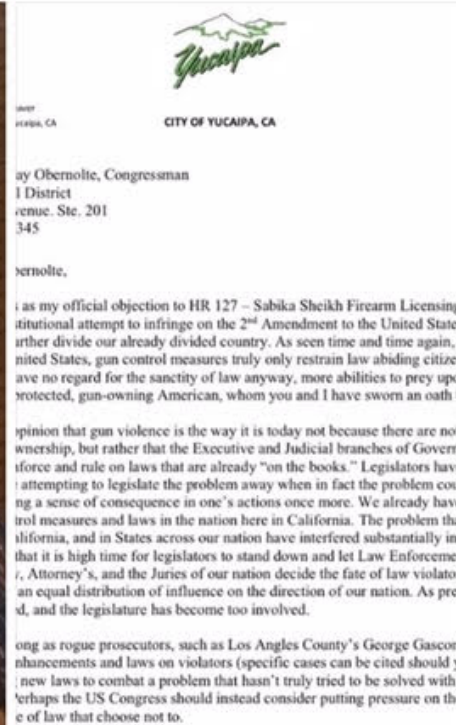 Yucaipa
CITY OF YUCAIPA, CA
ucaipa, CA
ay Obernolte, Congressman
l District
venue. Ste. 201
345
bernolte,
as my official objection to HR 127 – Sabika Sheikh Firearm Licensing
titutional attempt to infringe on the 2nd Amendment to the United State
urther divide our already divided country. As seen time and time again,
nited States, gun control measures truly only restrain law abiding citize
ave no regard for the sanctity of law anyway, more abilities to prey upo
protected, gun-owning American, whom you and I have sworn an oath
opinion that gun violence is the way it is today not because there are no
wnership, but rather that the Executive and Judicial branches of Govern
nforce and rule on laws that are already "on the books." Legislators hav
attempting to legislate the problem away when in fact the problem cou
ng a sense of consequence in one's actions once more. We already hav
trol measures and laws in the nation here in California. The problem th
alifornia, and in States across our nation have interfered substantially in
that it is high time for legislators to stand down and let Law Enforceme
, Attorney's, and the Juries of our nation decide the fate of law violato
an equal distribution of influence on the direction of our nation. As pre
d, and the legislature has become too involved.
ong as rogue prosecutors, such as Los Angles County's George Gascon
nhancements and laws on violators (specific cases can be cited should
new laws to combat a problem that hasn't truly tried to be solved with
Perhaps the US Congress should instead consider putting pressure on th
e of law that choose not to.